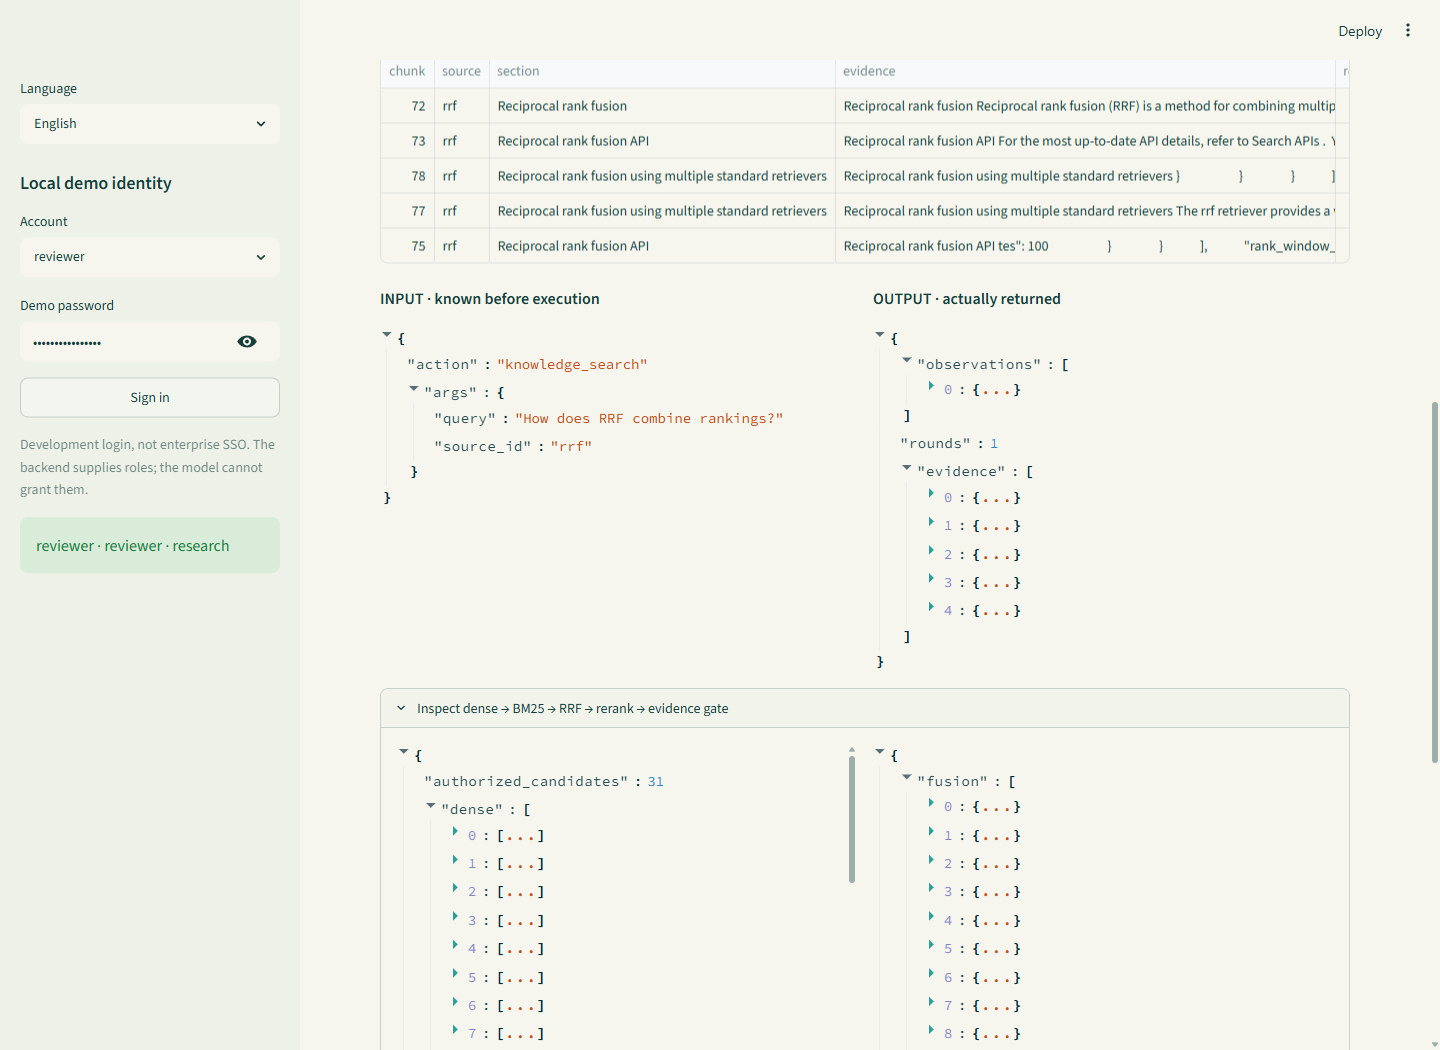 Deploy
Language
English
Local demo identity
Account
reviewer
Demo password
••••••••••••••••
Sign in
Development login, not enterprise SSO. The
backend supplies roles; the model cannot
grant them.
reviewer · reviewer · research
chunk source section evidence
72 rrf Reciprocal rank fusion Reciprocal rank fusion Reciprocal rank fusion (RRF) is a method for combining multip
73 rrf Reciprocal rank fusion API Reciprocal rank fusion API For the most up-to-date API details, refer to Search APIs . Y
78 rrf Reciprocal rank fusion using multiple standard retrievers Reciprocal rank fusion using multiple standard retrievers } } } ]
77 rrf Reciprocal rank fusion using multiple standard retrievers Reciprocal rank fusion using multiple standard retrievers The rrf retriever provides a
75 rrf Reciprocal rank fusion API Reciprocal rank fusion API tes": 100 } } ], "rank_window_
INPUT · known before execution
{
"action" : "knowledge_search"
"args" : {
"query" : "How does RRF combine rankings?"
"source_id" : "rrf"
}
}
OUTPUT · actually returned
{
"observations" : [
0 : {...}
]
"rounds" : 1
"evidence" : [
0 : {...}
1 : {...}
2 : {...}
3 : {...}
4 : {...}
]
}
Inspect dense → BM25 → RRF → rerank → evidence gate
{
"authorized_candidates" : 31
"dense" : [
0 : [...]
1 : [...]
2 : [...]
3 : [...]
4 : [...]
5 : [...]
6 : [...]
7 : [...]
{
"fusion" : [
0 : {...}
1 : {...}
2 : {...}
3 : {...}
4 : {...}
5 : {...}
6 : {...}
7 : {...}
8 : {...}